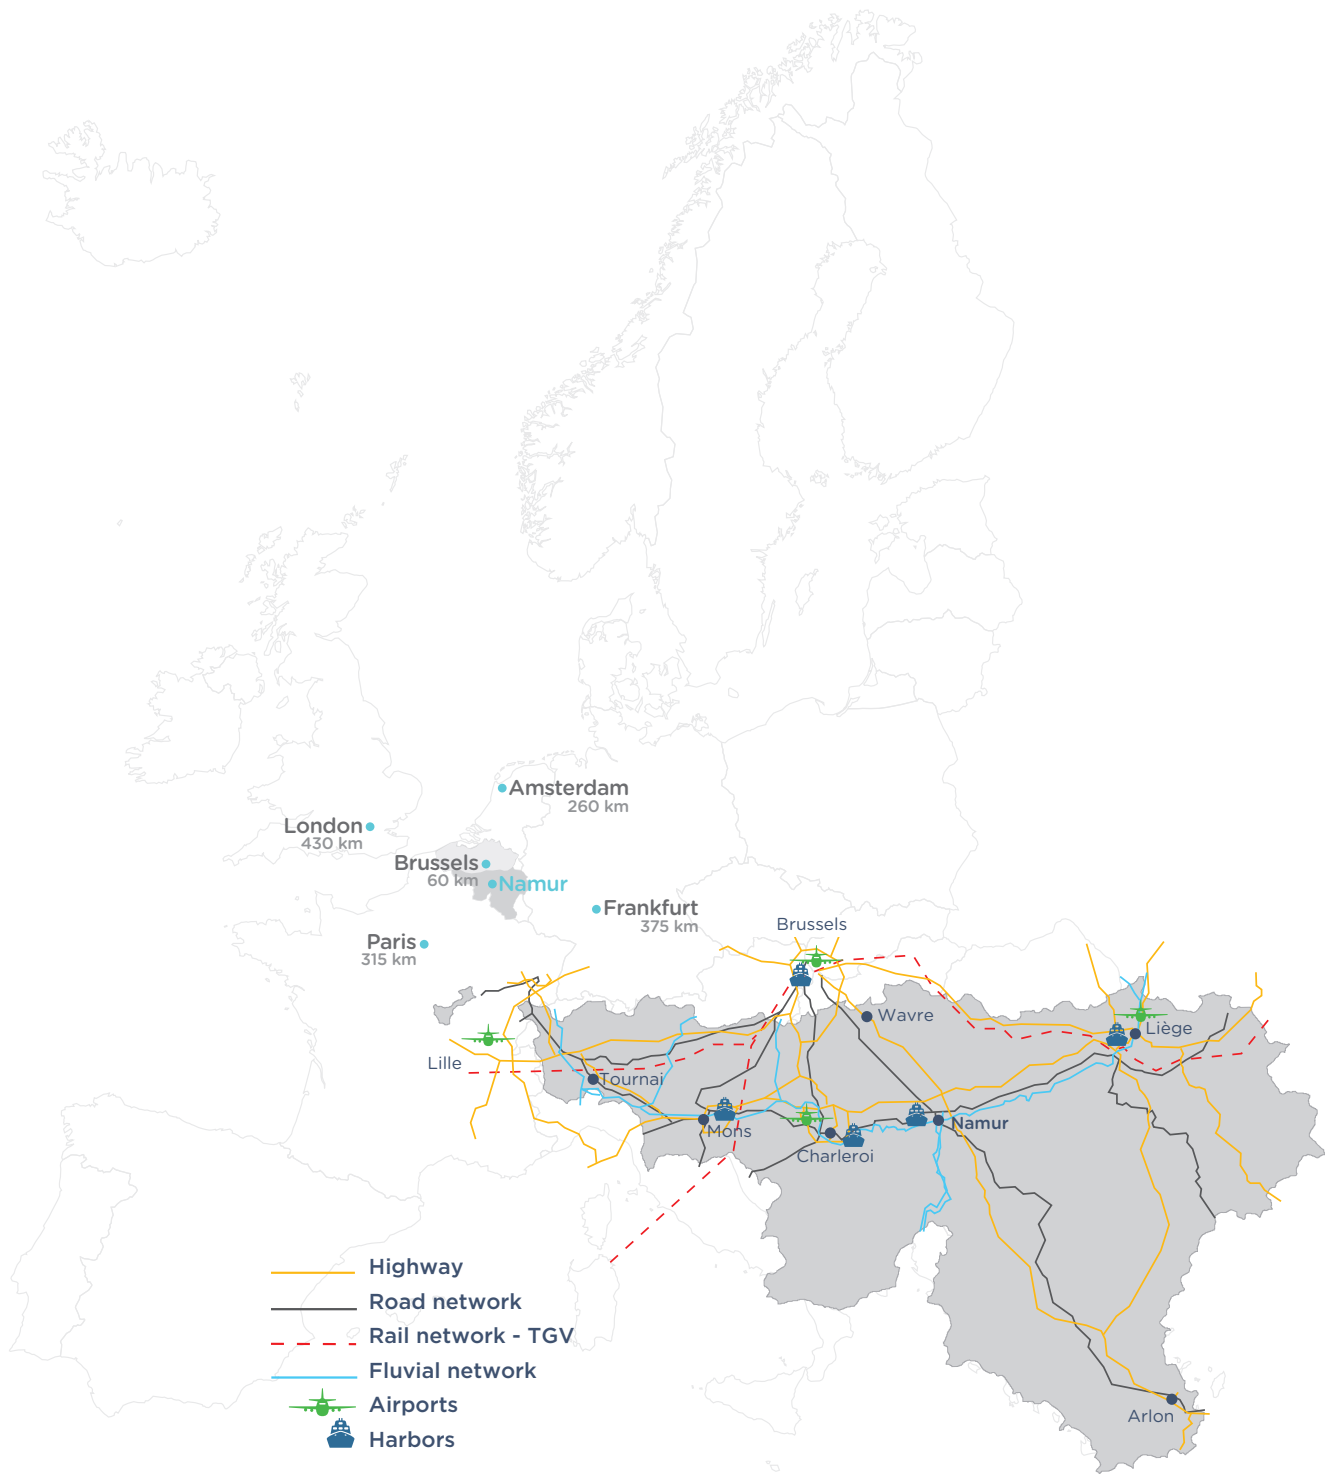 Amsterdam
260 km
London
430 km
Brussels
60 km
Namur
Frankfurt
375 km
Paris
315 km
Brussels
Wavre
Liège
Lille
Tournai
Mons
Charleroi
Namur
Arlon
Highway
Road network
Rail network - TGV
Fluvial network
Airports
Harbors